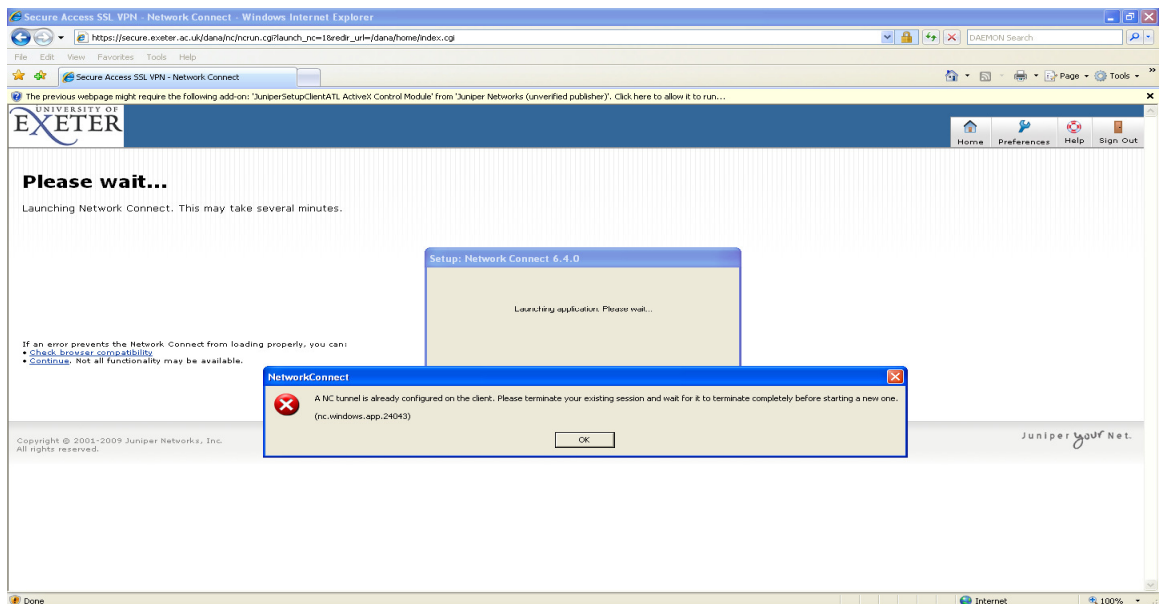 Secure Access SSL VPN - Network Connect - Windows Internet Explorer
https://secure.exeter.ac.uk/dana/nc/ncrun.cgi?launch_nc=1&redir_url=/dana/home/index.cgi
DAEMON Search
File Edit View Favorites Tools Help
Secure Access SSL VPN - Network Connect
Page Tools
The previous webpage might require the following add-on: 'JuniperSetupClientATL ActiveX Control Module' from 'Juniper Networks (unverified publisher)'. Click here to allow it to run...
UNIVERSITY OF
EXETER
Home Preferences Help Sign Out
Please wait...
Launching Network Connect. This may take several minutes.
Setup: Network Connect 6.4.0
Launching application. Please wait...
If an error prevents the Network Connect from loading properly, you can:
• Check browser compatibility
• Continue. Not all functionality may be available.
NetworkConnect
A NC tunnel is already configured on the client. Please terminate your existing session and wait for it to terminate completely before starting a new one.
(nc.windows.app.24043)
OK
Copyright © 2001-2009 Juniper Networks, Inc.
All rights reserved.
Juniper your Net.
Done
Internet
100%